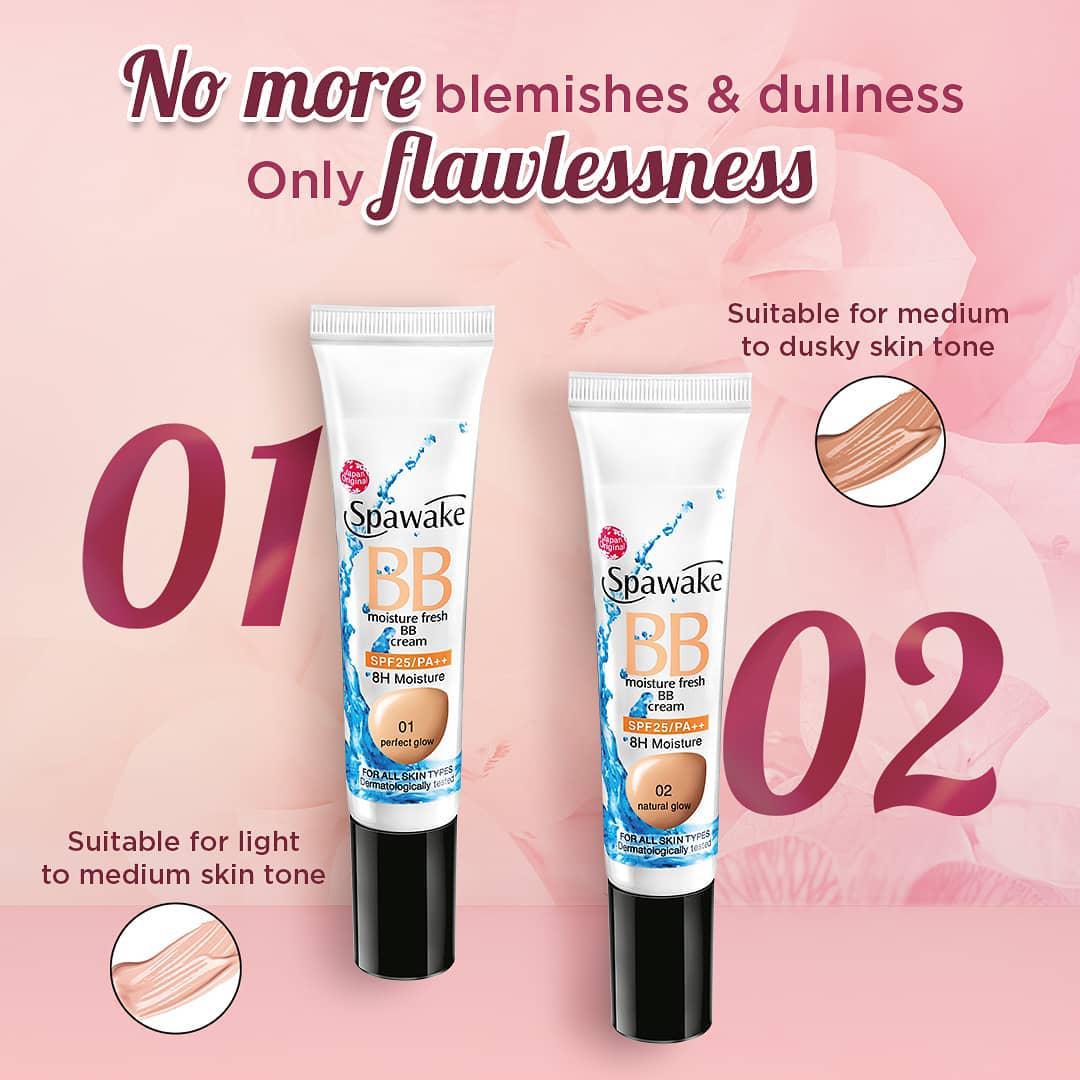 No more blemishes & dullness
Only flawlessness
Suitable for medium
to dusky skin tone
01
Japan
Original
Spawake
BB
moisture fresh
BB
cream
SPF25/PA++
8H Moisture
01
perfect glow
FOR ALL SKIN TYPES
Dermatologically tested
Japan
Original
Spawake
BB
moisture fresh
BB
cream
SPF25/PA++
8H Moisture
02
natural glow
FOR ALL SKIN TYPES
Dermatologically tested
02
Suitable for light
to medium skin tone